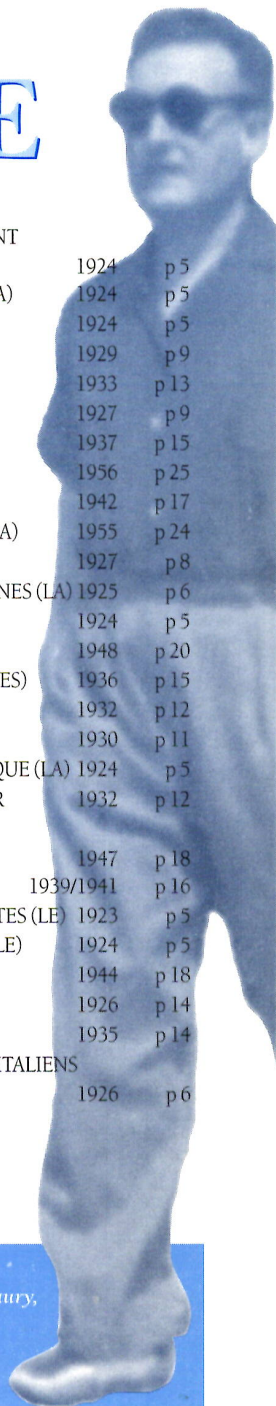 E
NT
1924 p 5
A) 1924 p 5
1924 p 5
1929 p 9
1933 p 13
1927 p 9
1937 p 15
1956 p 25
1942 p 17
A) 1955 p 24
1927 p 8
NES (LA) 1925 p 6
1924 p 5
1948 p 20
ES) 1936 p 15
1932 p 12
1930 p 11
QUE (LA) 1924 p 5
R 1932 p 12
1947 p 18
1939/1941 p 16
TES (LE) 1923 p 5
LE) 1924 p 5
1944 p 18
1926 p 14
1935 p 14
ITALIENS
1926 p 6
aury,